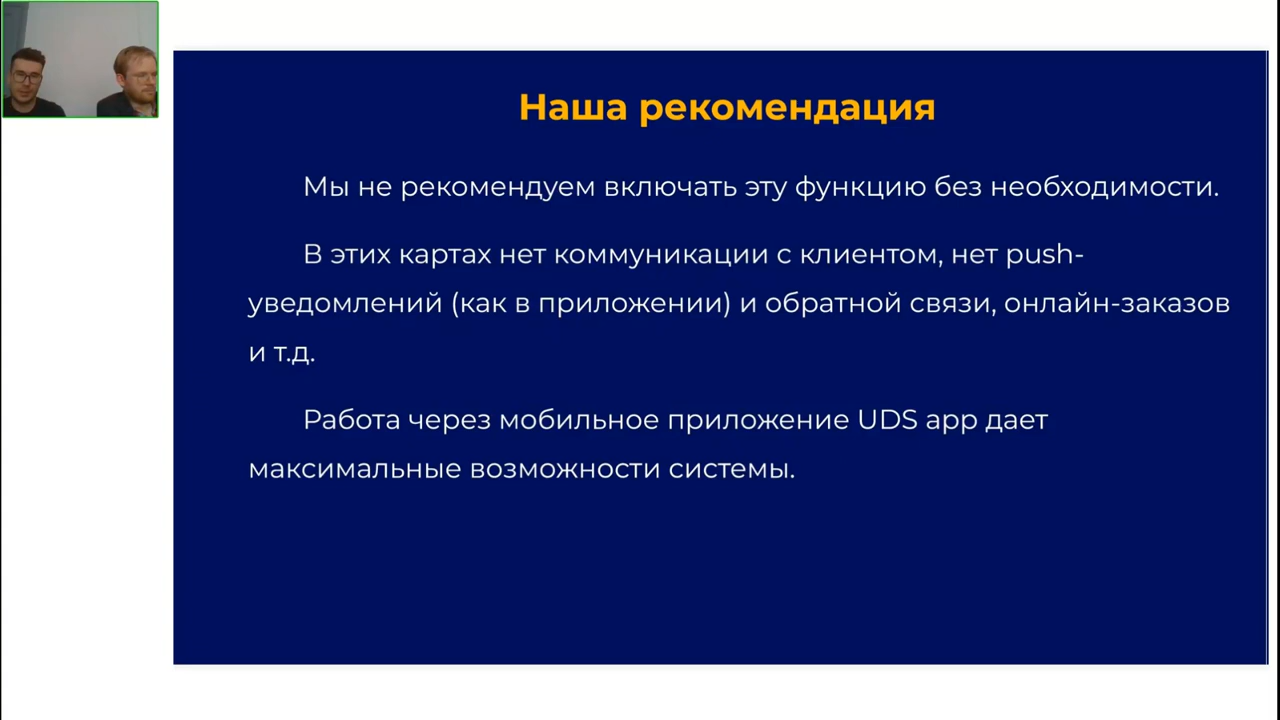 Наша рекомендация
Мы не рекомендуем включать эту функцию без необходимости.
В этих картах нет коммуникации с клиентом, нет push-
уведомлений (как в приложении) и обратной связи, онлайн-заказов
и т.д.
Работа через мобильное приложение UDS app дает
максимальные возможности системы.